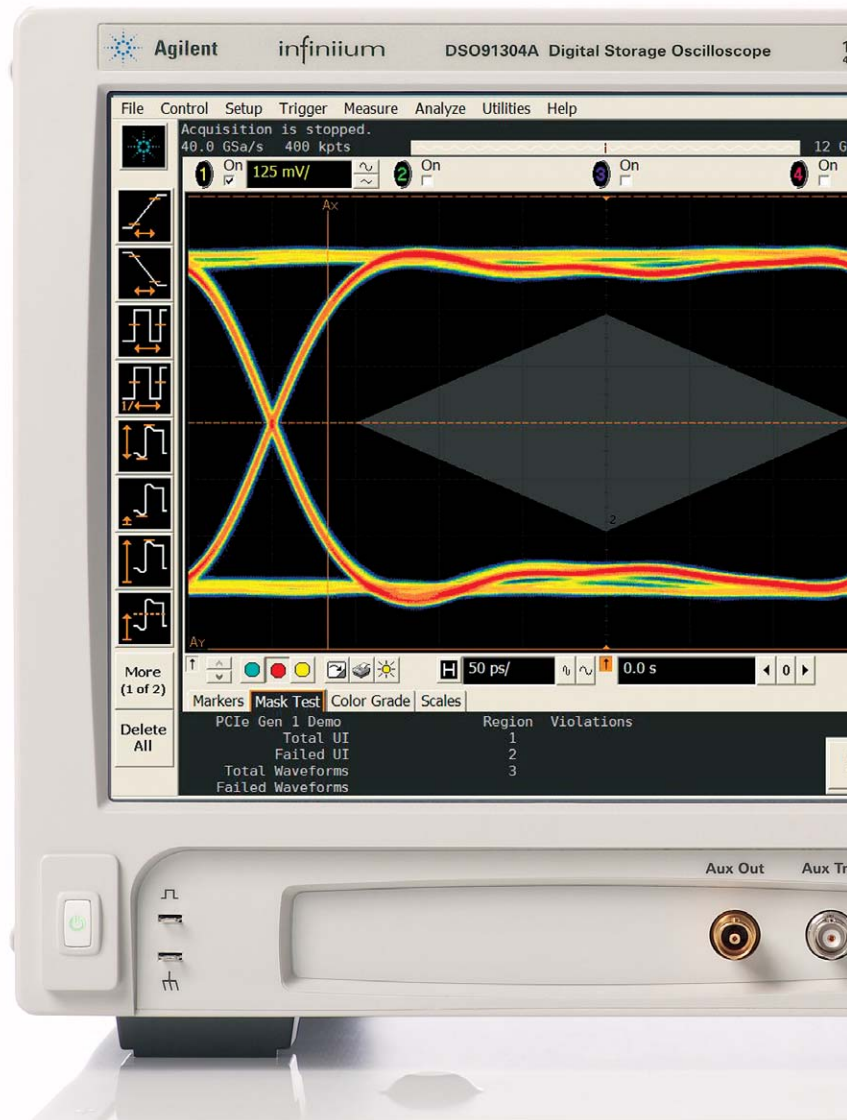 Agilent infiniium DSO91304A Digital Storage Oscilloscope
File Control Setup Trigger Measure Analyze Utilities Help
Acquisition is stopped.
40.0 GSa/s 400 kpts 12 G
1 On 125 mV/ 2 On 3 On 4 On
Ax
2
Ay
H 50 ps/ 0.0 s 0
More
(1 of 2)
Delete
All
Markers Mask Test Color Grade Scales
PCIe Gen 1 Demo Region Violations
Total UI 1
Failed UI 2
Total Waveforms 3
Failed Waveforms
Aux Out Aux Tr